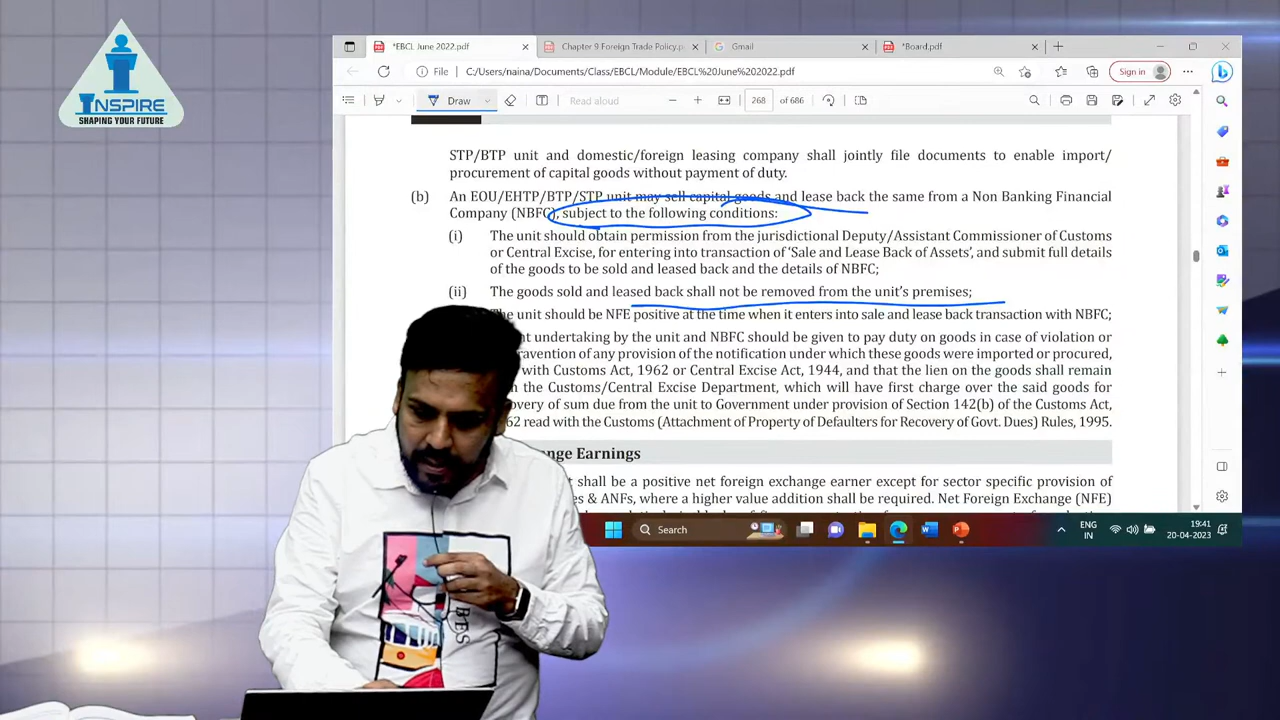 INSPIRE
SHAPING YOUR FUTURE
*EBCL June 2022.pdf
Chapter 9 Foreign Trade Policy.p
Gmail
*Board.pdf
File
C:/Users/naina/Documents/Class/EBCL/Module/EBCL%20June%202022.pdf
Sign in
Draw
Read aloud
268 of 686
STP/BTP unit and domestic/foreign leasing company shall jointly file documents to enable import/
procurement of capital goods without payment of duty.
(b) An EOU/EHTP/BTP/STP unit may sell capital goods and lease back the same from a Non Banking Financial
Company (NBFC), subject to the following conditions:
(i) The unit should obtain permission from the jurisdictional Deputy/Assistant Commissioner of Customs
or Central Excise, for entering into transaction of ‘Sale and Lease Back of Assets’, and submit full details
of the goods to be sold and leased back and the details of NBFC;
(ii) The goods sold and leased back shall not be removed from the unit’s premises;
The unit should be NFE positive at the time when it enters into sale and lease back transaction with NBFC;
undertaking by the unit and NBFC should be given to pay duty on goods in case of violation or
of any provision of the notification under which these goods were imported or procured,
with Customs Act, 1962 or Central Excise Act, 1944, and that the lien on the goods shall remain
the Customs/Central Excise Department, which will have first charge over the said goods for
of sum due from the unit to Government under provision of Section 142(b) of the Customs Act,
read with the Customs (Attachment of Property of Defaulters for Recovery of Govt. Dues) Rules, 1995.
Earnings
shall be a positive net foreign exchange earner except for sector specific provision of
& ANFs, where a higher value addition shall be required. Net Foreign Exchange (NFE)
Search
ENG
IN
19:41
20-04-2023
BES